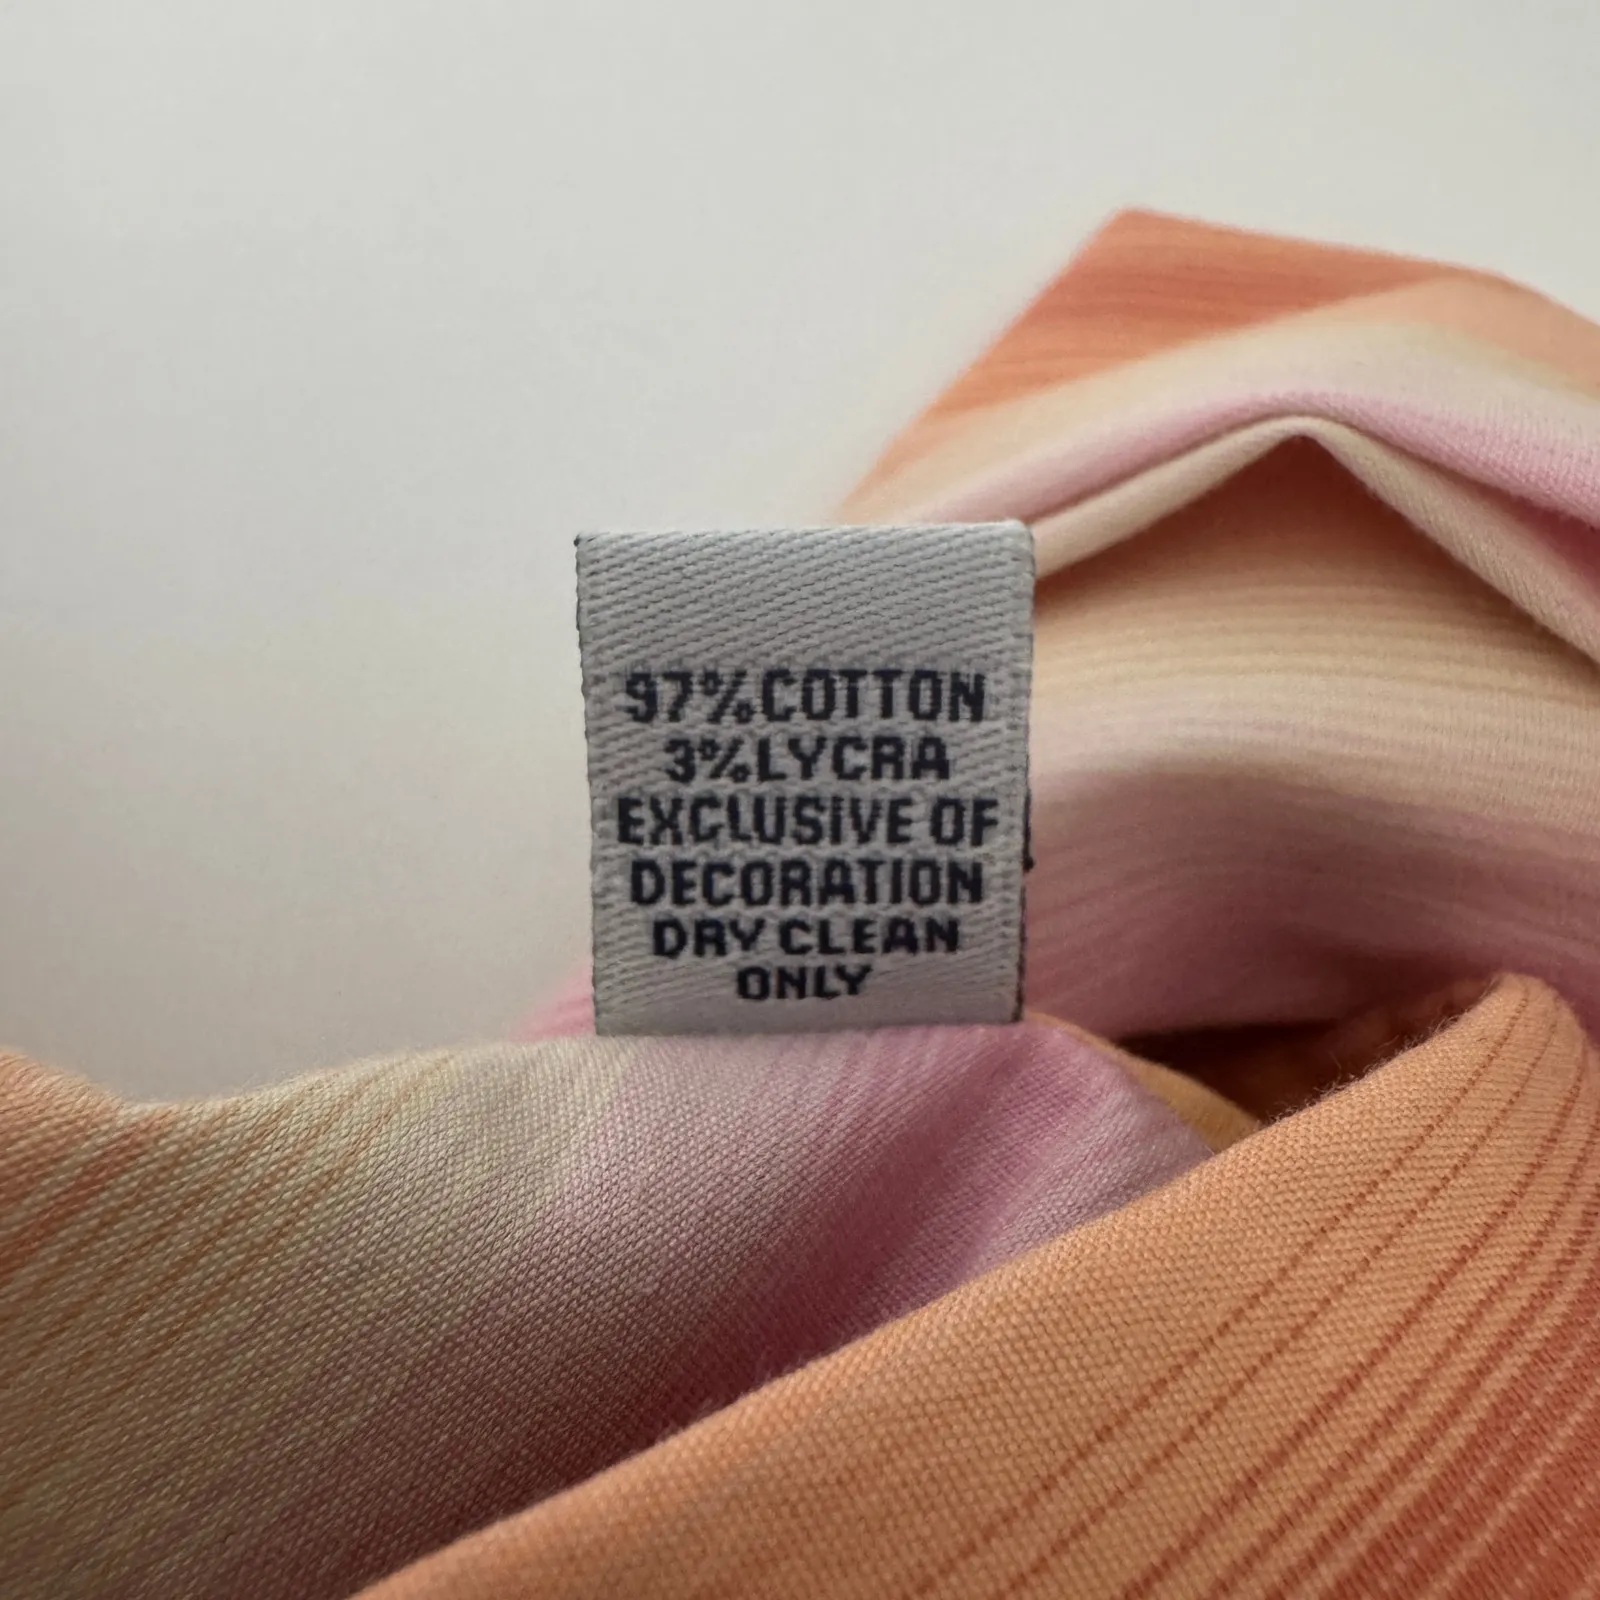 97%COTTON
3%LYCRA
EXCLUSIVE OF
DECORATION
DRY CLEAN
ONLY